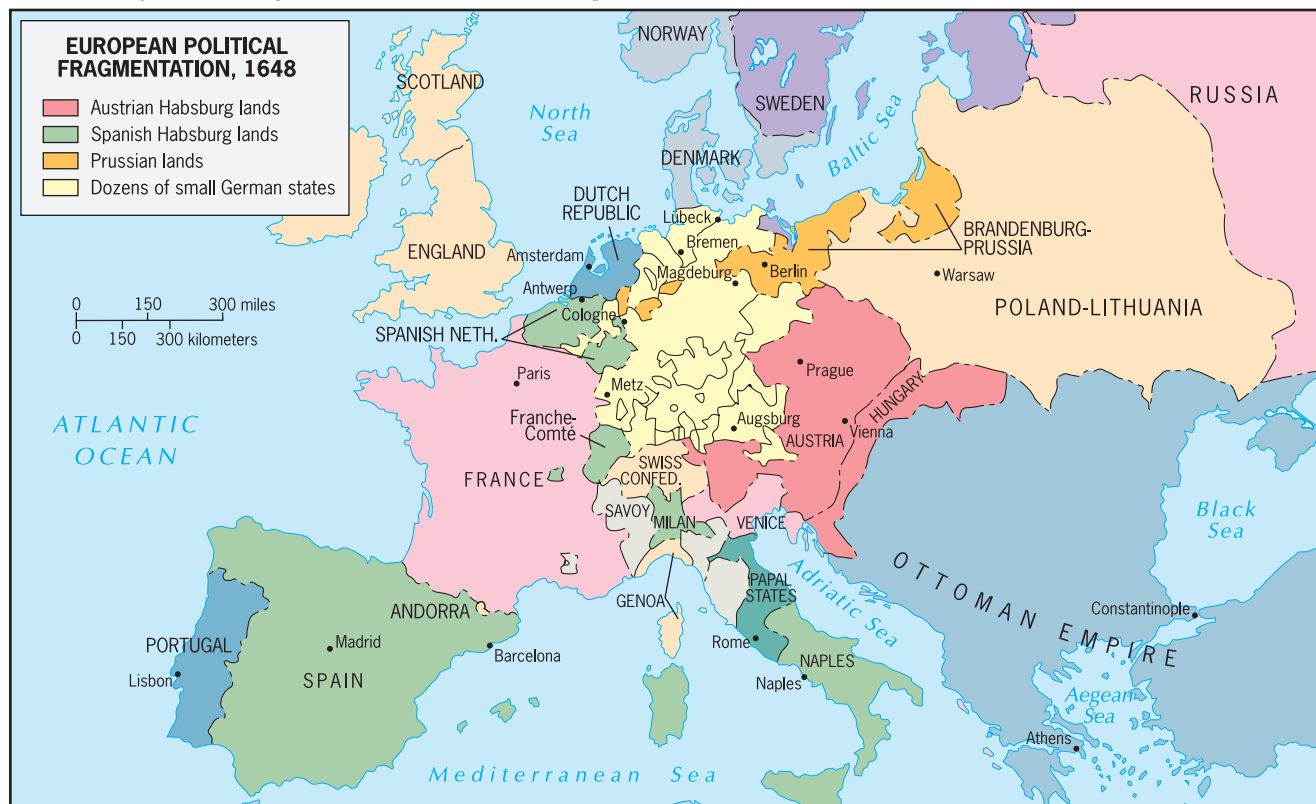 EUROPEAN POLITICAL
FRAGMENTATION, 1648
Austrian Habsburg lands
Spanish Habsburg lands
Prussian lands
Dozens of small German states
NORWAY
SCOTLAND
North
Sea
SWEDEN
Baltic Sea
RUSSIA
DENMARK
DUTCH
REPUBLIC
Lübeck
Bremen
ENGLAND
Amsterdam
Magdeburg
Berlin
BRANDENBURG-
PRUSSIA
Warsaw
Antwerp
Cologne
POLAND-LITHUANIA
0 150 300 miles
0 150 300 kilometers
SPANISH NETH.
Paris
Metz
Prague
HUNGARY
Franche-
Comté
Augsburg
AUSTRIA
Vienna
ATLANTIC
OCEAN
FRANCE
SWISS
CONFED.
SAVOY
MILAN
VENICE
Black
Sea
OTTOMAN EMPIRE
Adriatic Sea
PAPAL
STATES
GENOA
ANDORRA
Constantinople
PORTUGAL
Madrid
Barcelona
Rome
NAPLES
Lisbon
SPAIN
Naples
Aegean
Sea
Athens
Mediterranean Sea